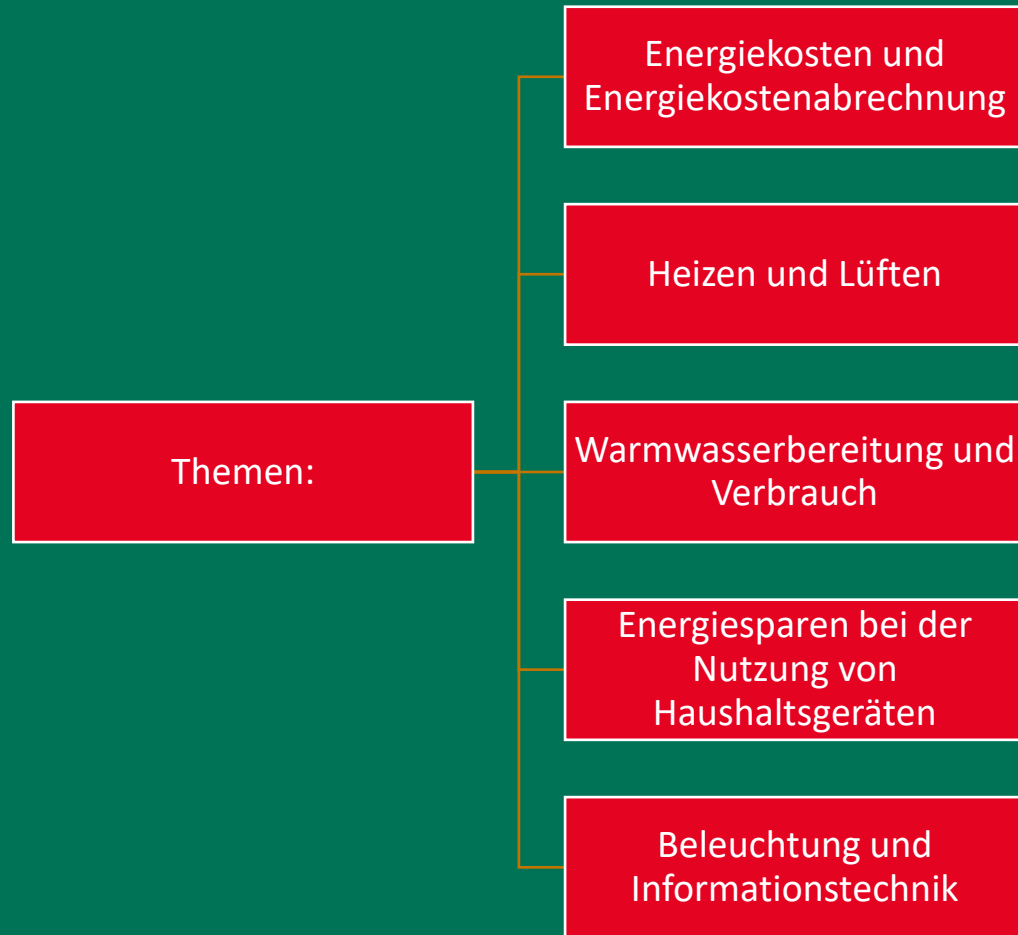 Themen:
Energiekosten und
Energiekostenabrechnung
Heizen und Lüften
Warmwasserbereitung und
Verbrauch
Energiesparen bei der
Nutzung von
Haushaltsgeräten
Beleuchtung und
Informationstechnik